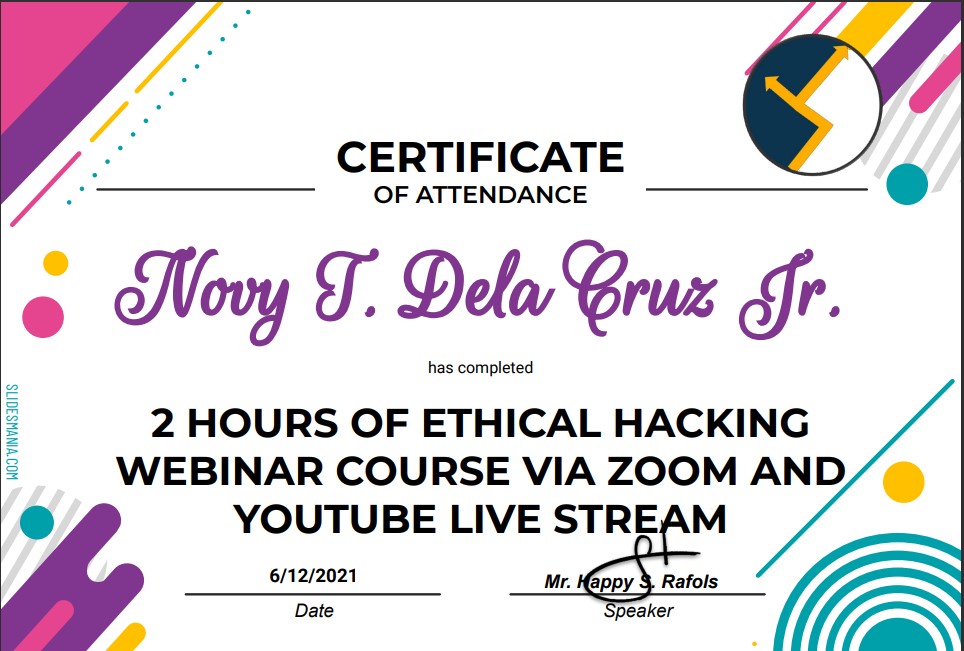 CERTIFICATE
OF ATTENDANCE
Novy T. Dela Cruz Jr.
has completed
2 HOURS OF ETHICAL HACKING
WEBINAR COURSE VIA ZOOM AND
YOUTUBE LIVE STREAM
6/12/2021
Date
Mr. Happy S. Rafols
Speaker
SLIDESMANIA.COM